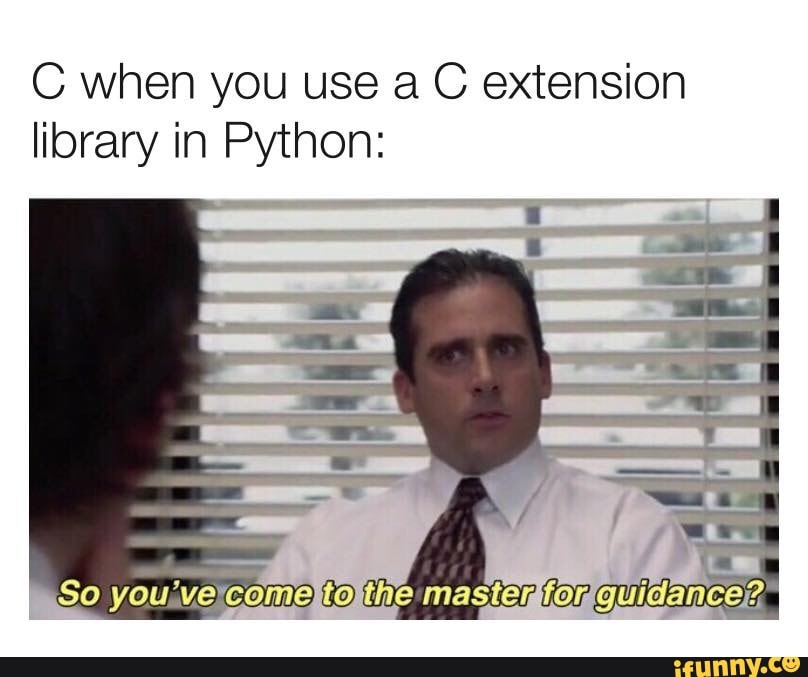 C when you use a C extension
library in Python:
So you've come to the master for guidance?
ifunny.co